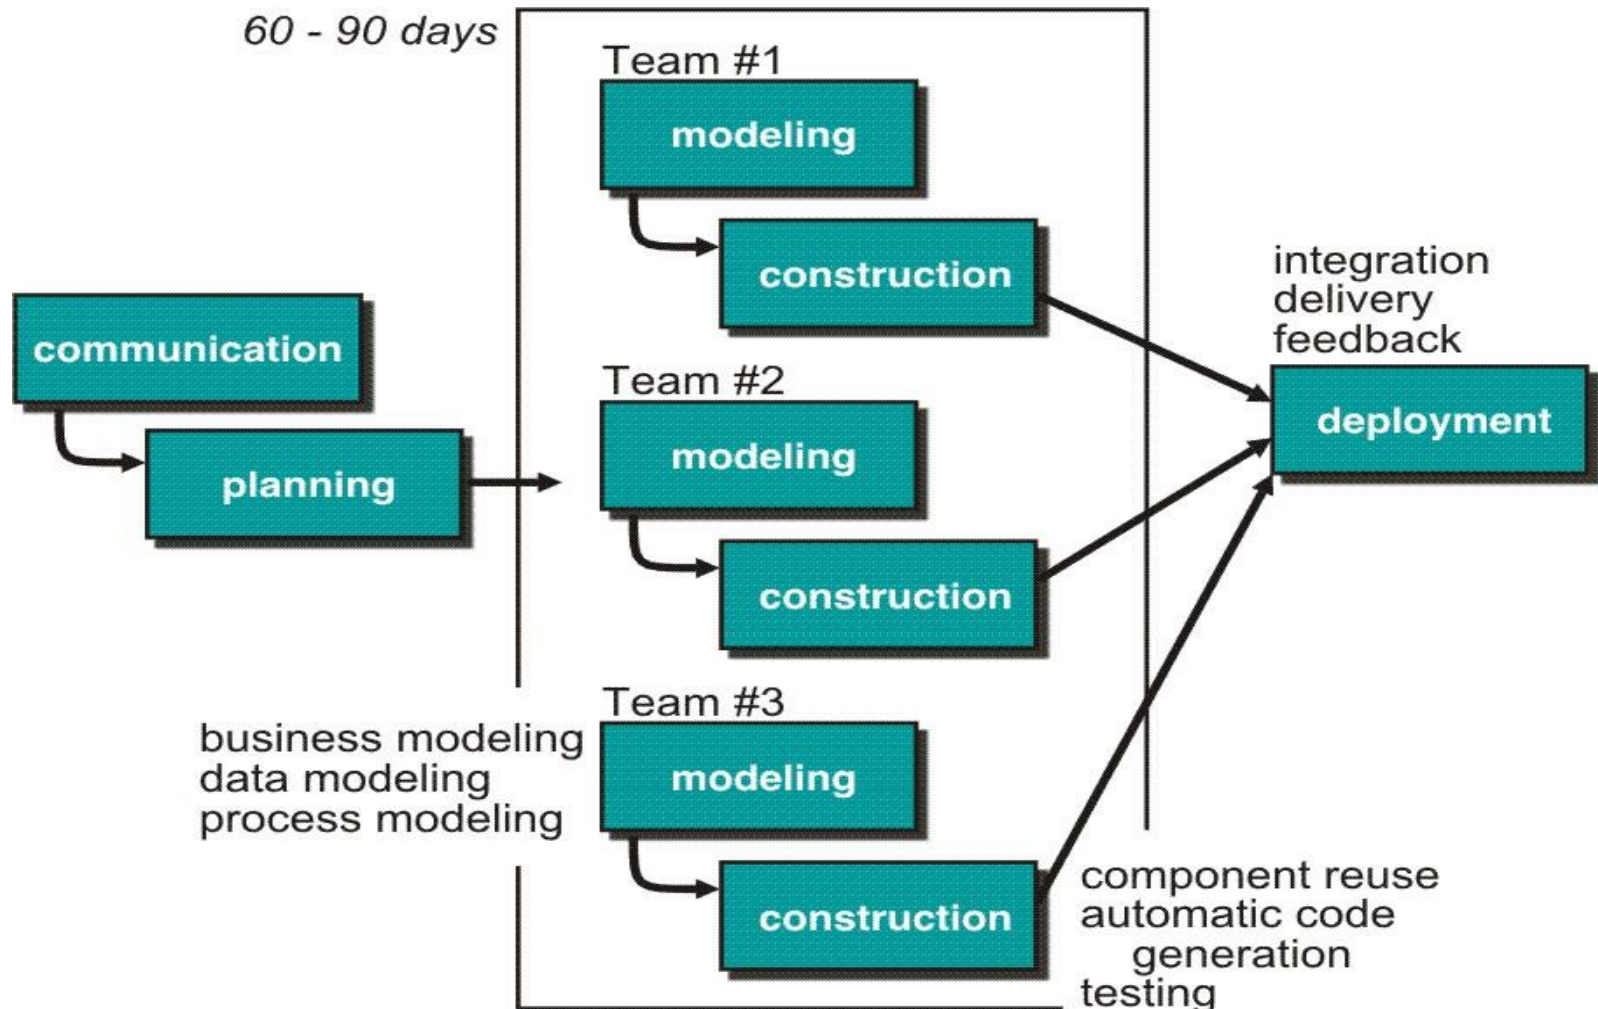 60 - 90 days
Team #1
modeling
construction
communication
planning
Team #2
modeling
construction
Team #3
business modeling
data modeling
process modeling
modeling
construction
component reuse
automatic code
generation
testing
integration
delivery
feedback
deployment